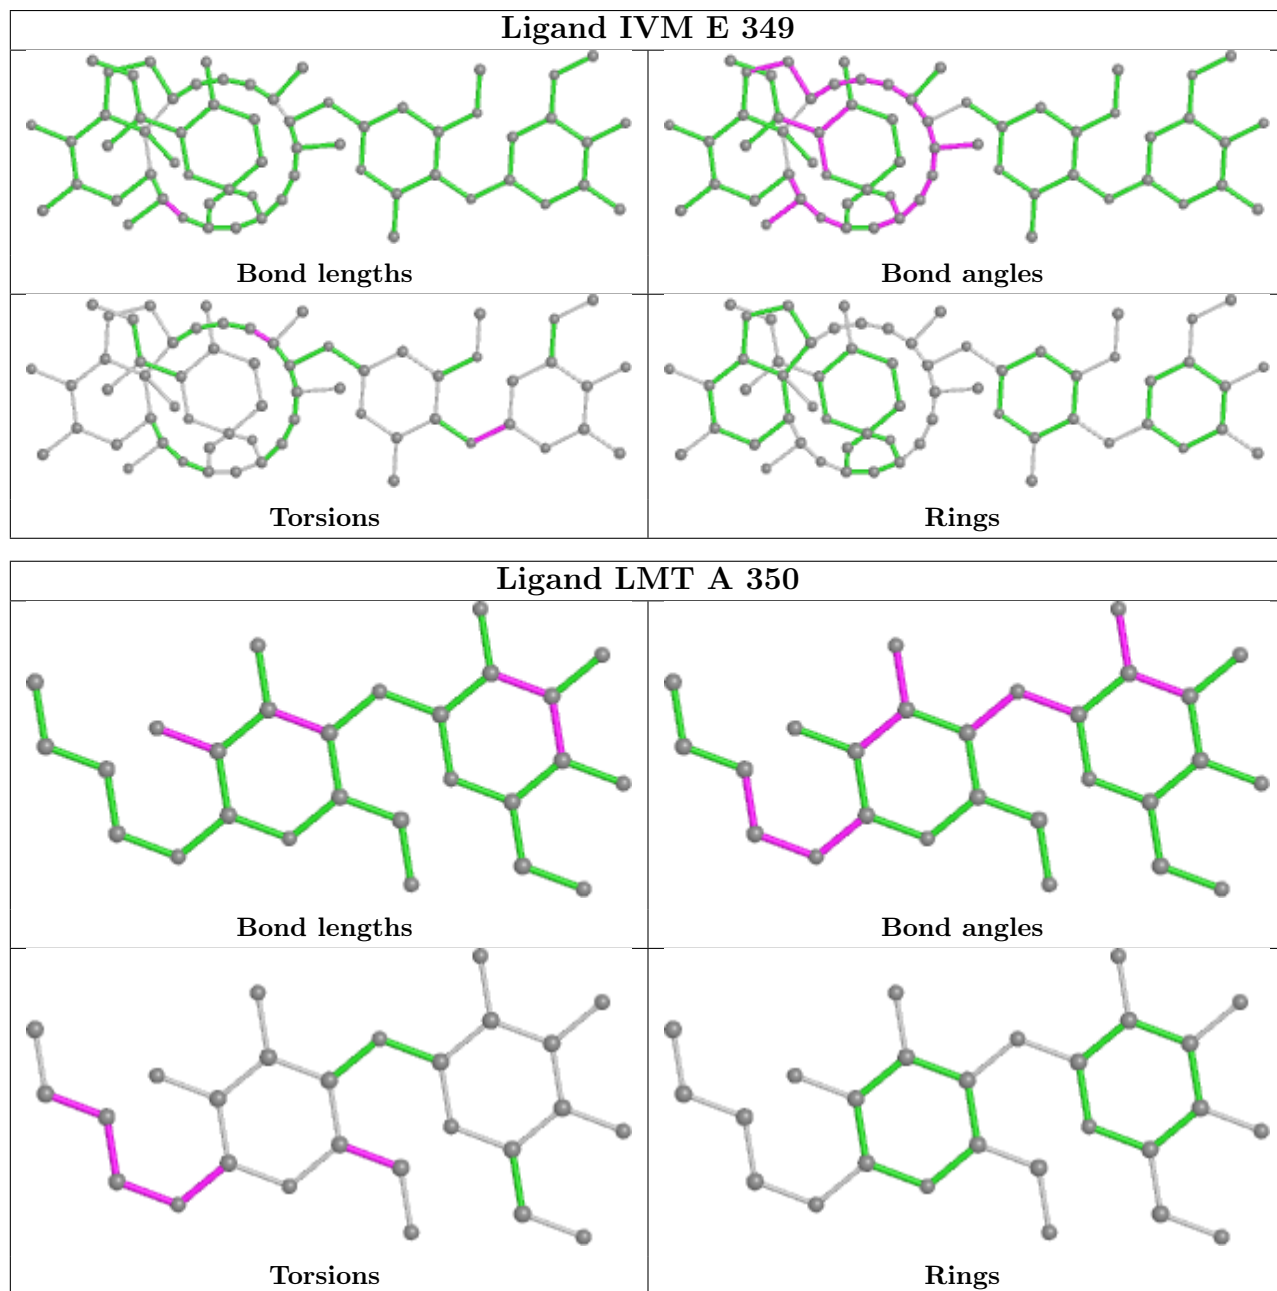 Ligand IVM E 349
Bond lengths
Bond angles
Torsions
Rings
Ligand LMT A 350
Bond lengths
Bond angles
Torsions
Rings